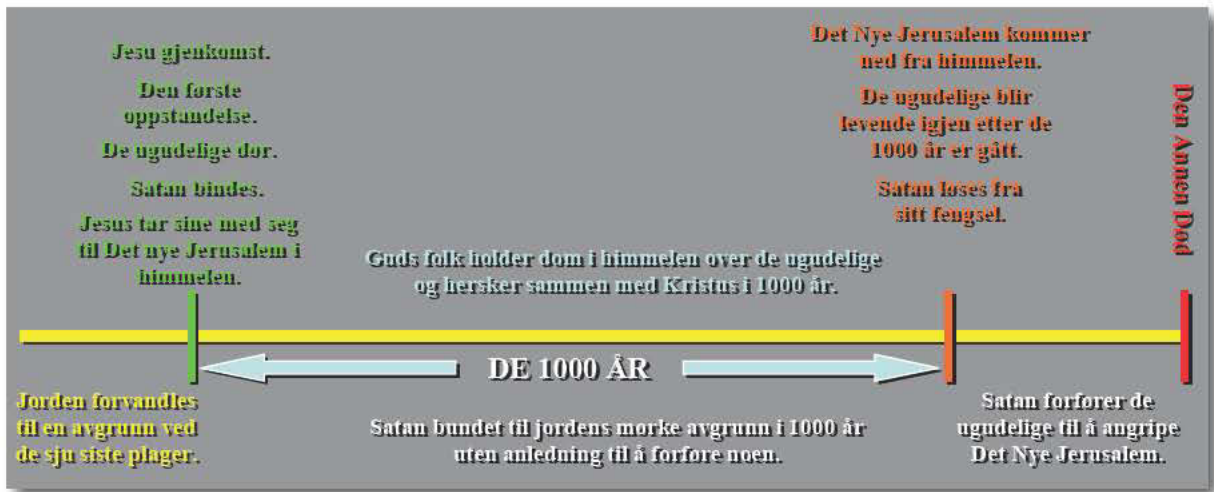 Jesu gjenkomst.
Den første
oppstandelse.
De ugudelige dør.
Satan bindes.
Jesus tar sine med seg
til Det nye Jerusalem i
himmelen.
Det Nye Jerusalem kommer
ned fra himmelen.
De ugudelige blir
levende igjen etter de
1000 år er gått.
Satan løses fra
sitt fengsel.
Den Annen Død
Guds folk holder dom i himmelen over de ugudelige
og hersker sammen med Kristus i 1000 år.
DE 1000 ÅR
Jorden forvandles
til en avgrunn ved
de sju siste plager.
Satan bundet til jordens mørke avgrunn i 1000 år
uten anledning til å forføre noen.
Satan forfører de
ugudelige til å angripe
Det Nye Jerusalem.